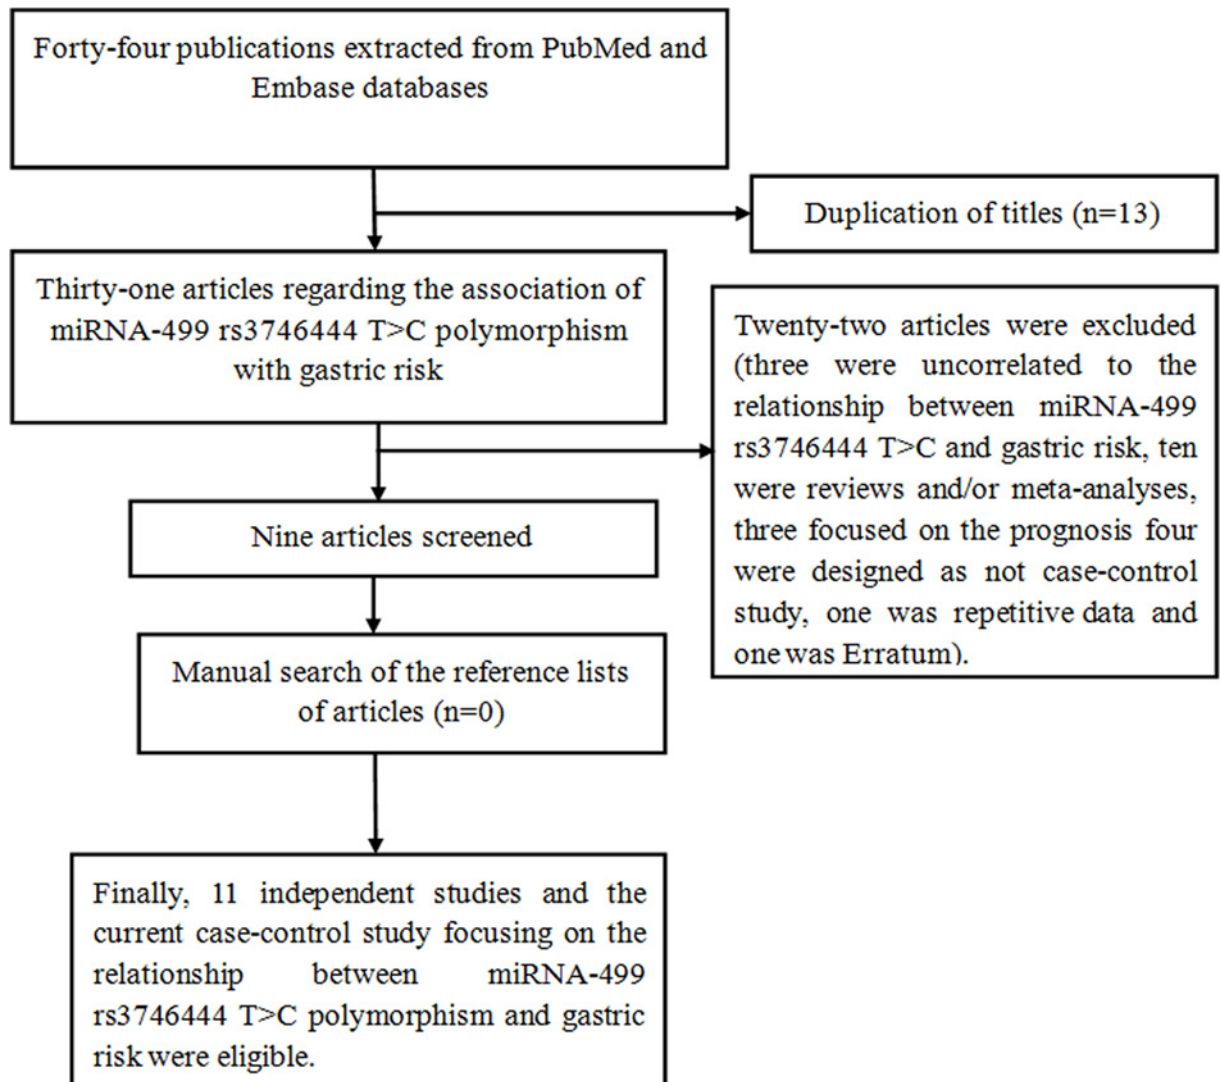 Forty-four publications extracted from PubMed and
Embase databases
Duplication of titles (n=13)
Thirty-one articles regarding the association of
miRNA-499 rs3746444 T>C polymorphism
with gastric risk
Twenty-two articles were excluded
(three were uncorrelated to the
relationship between miRNA-499
rs3746444 T>C and gastric risk, ten
were reviews and/or meta-analyses,
three focused on the prognosis four
were designed as not case-control
study, one was repetitive data and
one was Erratum).
Nine articles screened
Manual search of the reference lists
of articles (n=0)
Finally, 11 independent studies and the
current case-control study focusing on the
relationship between miRNA-499
rs3746444 T>C polymorphism and gastric
risk were eligible.